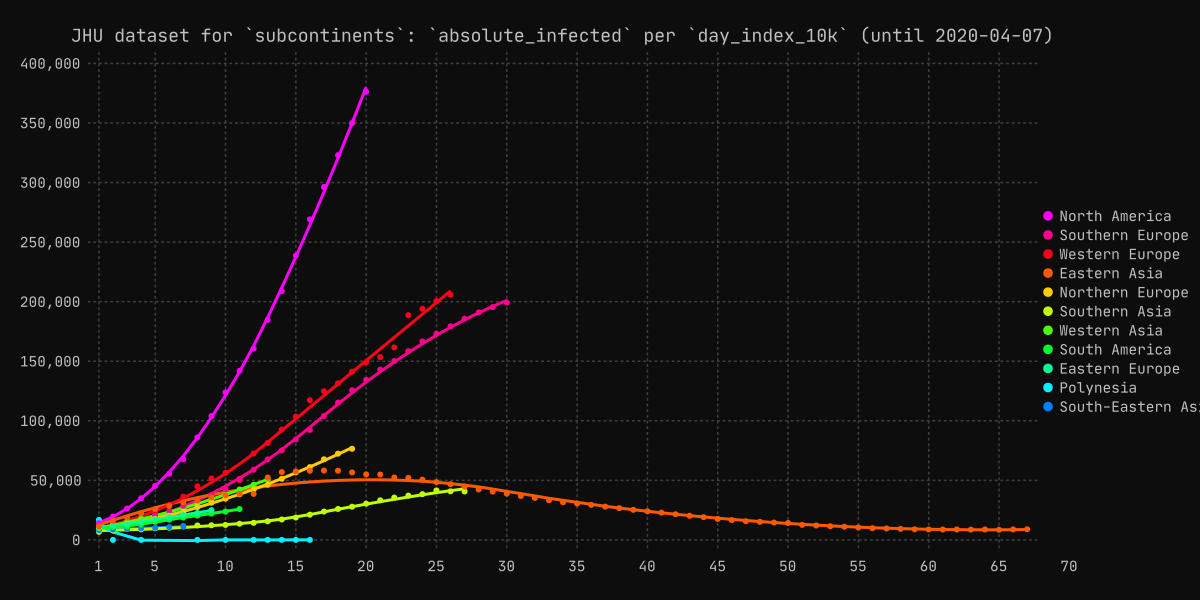 JHU dataset for `subcontinents`: `absolute_infected` per `day_index_10k` (until 2020-04-07)
400,000
350,000
300,000
250,000
200,000
150,000
100,000
50,000
0
1 5 10 15 20 25 30 35 40 45 50 55 60 65 70
North America
Southern Europe
Western Europe
Eastern Asia
Northern Europe
Southern Asia
Western Asia
South America
Eastern Europe
Polynesia
South-Eastern Asi